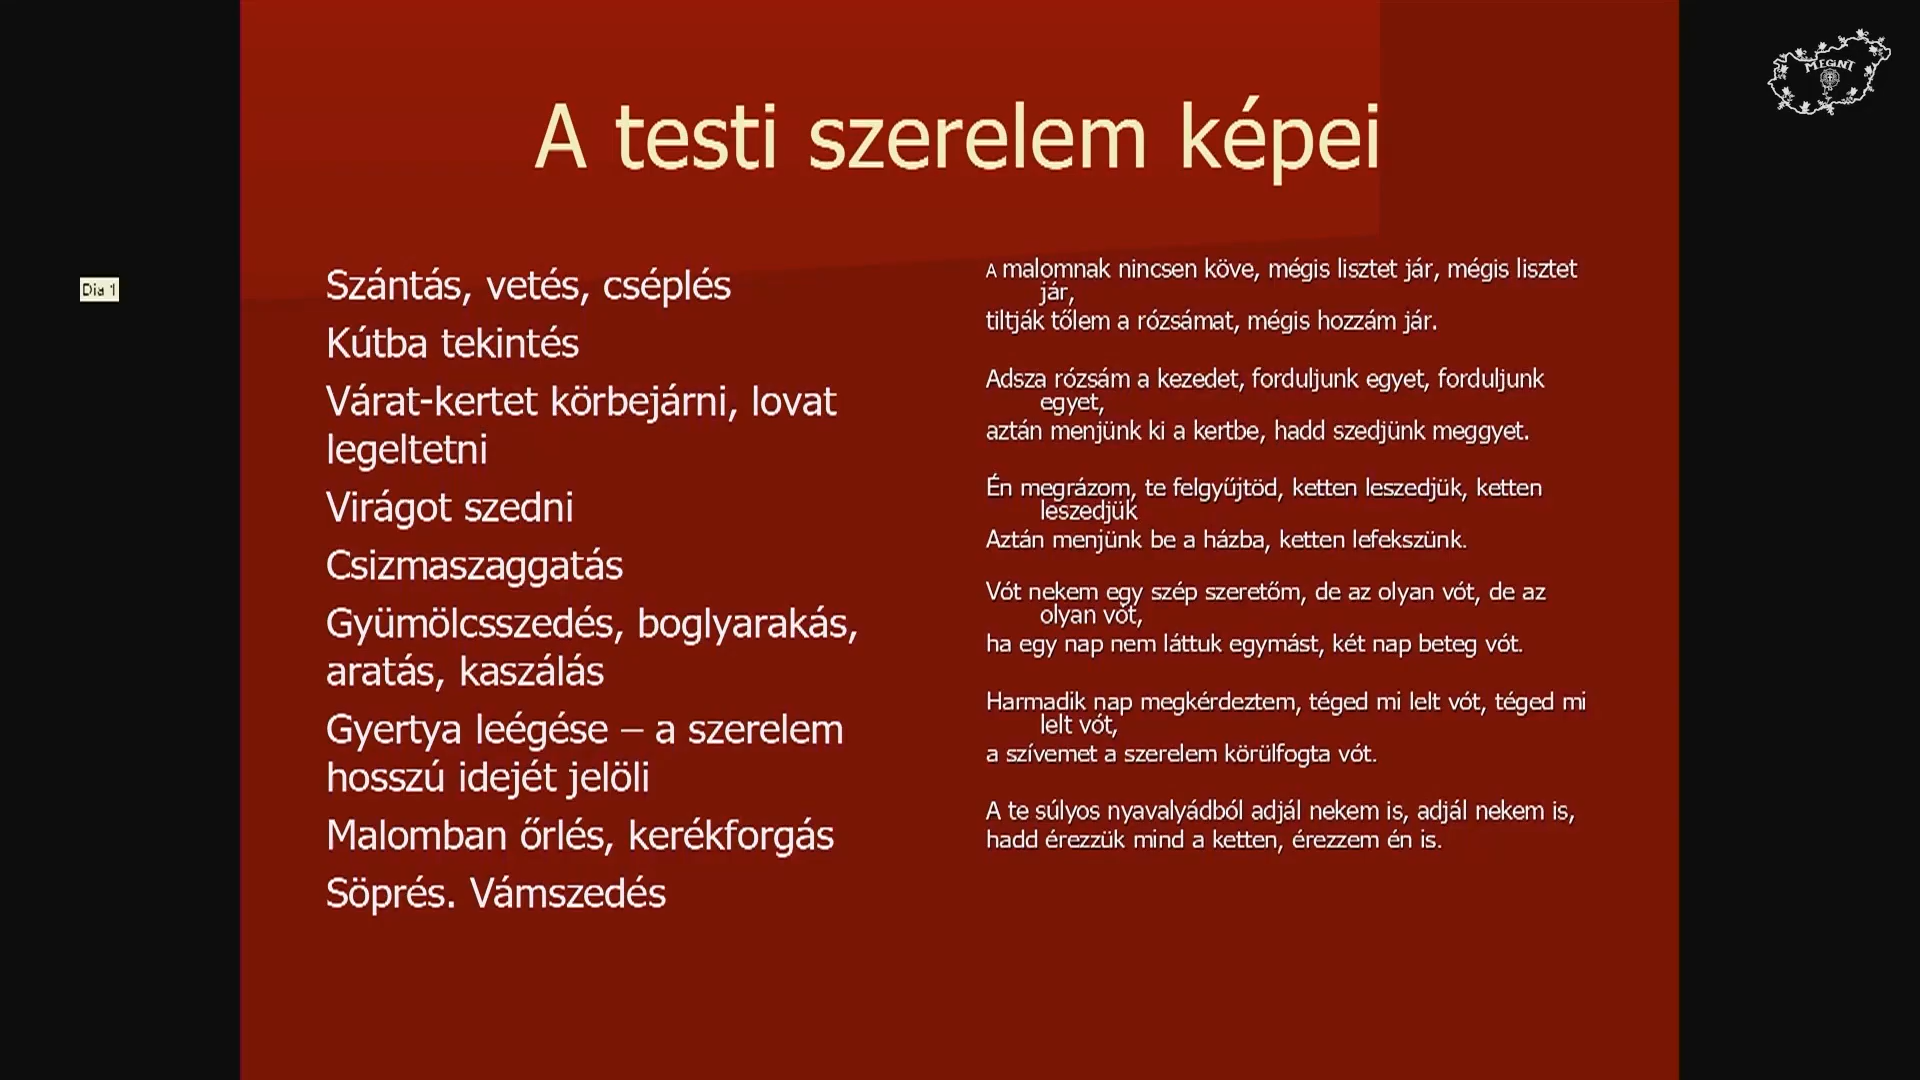 A testi szerelem képei
MEGINT
Dia 1
Szántás, vetés, cséplés
Kútba tekintés
Várat-kertet körbejárni, lovat
legeltetni
Virágot szedni
Csizmaszaggatás
Gyümölcsszedés, boglyarakás,
aratás, kaszálás
Gyertya leégése – a szerelem
hosszú idejét jelöli
Malomban őrlés, kerékforgás
Söprés. Vámszedés
A malomnak nincsen köve, mégis lisztet jár, mégis lisztet
jár,
tiltják tőlem a rózsámat, mégis hozzám jár.
Adsza rózsám a kezedet, forduljunk egyet, forduljunk
egyet,
aztán menjünk ki a kertbe, hadd szedjünk meggyet.
Én megrázom, te felgyűjtöd, ketten leszedjük, ketten
leszedjük
Aztán menjünk be a házba, ketten lefekszünk.
Vót nekem egy szép szeretőm, de az olyan vót, de az
olyan vót,
ha egy nap nem láttuk egymást, két nap beteg vót.
Harmadik nap megkérdeztem, téged mi lelt vót, téged mi
lelt vót,
a szívemet a szerelem körülfogta vót.
A te súlyos nyavalyádból adjál nekem is, adjál nekem is,
hadd érezzük mind a ketten, érezzem én is.